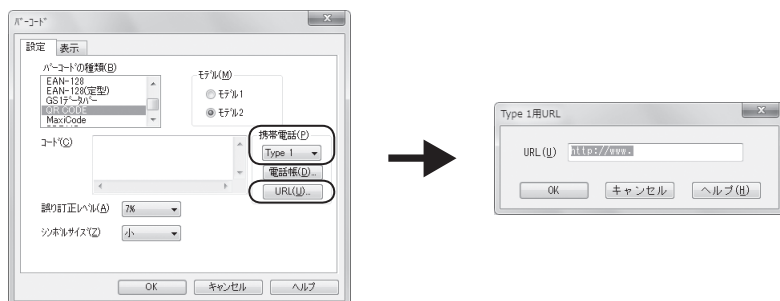 バーコード
設定 表示
バーコードの種類(B)
EAN-128
EAN-128(定型)
GS1データバー
QR CODE
MaxiCode
モデル(M)
モデル1
モデル2
コード(C)
携帯電話(P)
Type 1
電話帳(D)...
URL(U)...
誤り訂正レベル(A) 7%
シンボルサイズ(Z) 小
OK キャンセル ヘルプ
Type 1用URL
URL(U) http://www.
OK キャンセル ヘルプ(H)